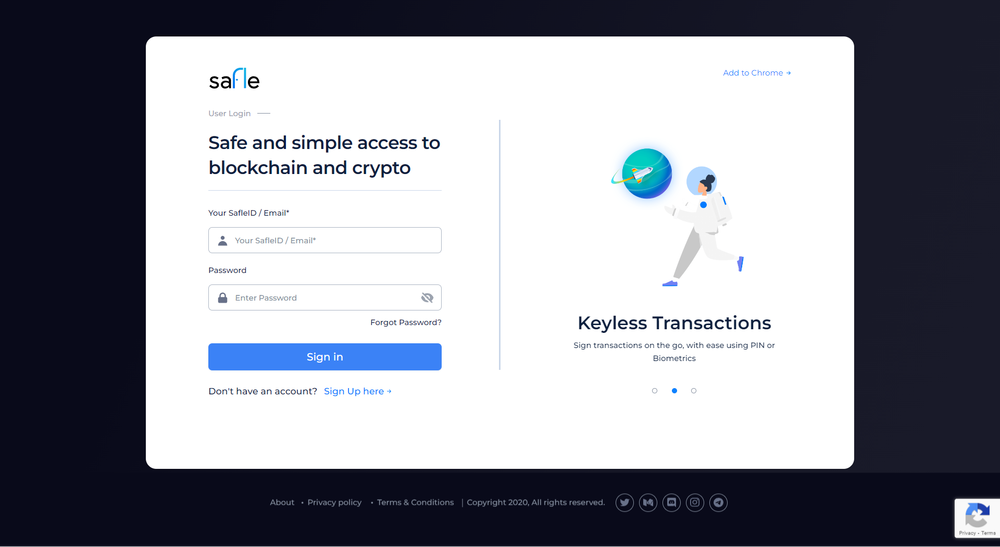 safle
Add to Chrome →
User Login
Safe and simple access to
blockchain and crypto
Your SafleID / Email*
Your SafleID / Email*
Password
Enter Password
Forgot Password?
Sign in
Don't have an account? Sign Up here →
Keyless Transactions
Sign transactions on the go, with ease using PIN or
Biometrics
About • Privacy policy • Terms & Conditions | Copyright 2020, All rights reserved.
Privacy - Terms